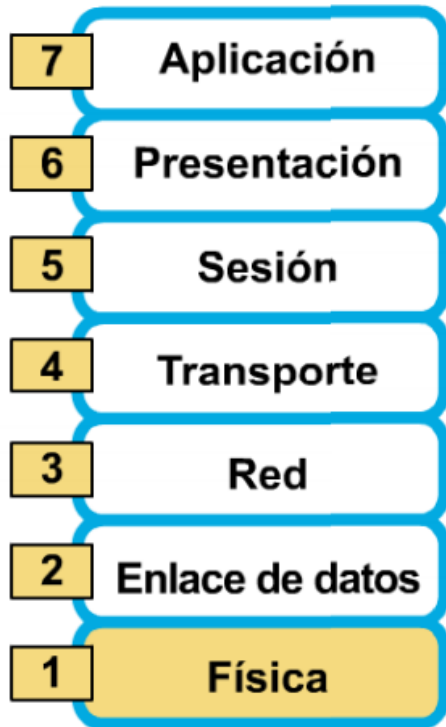 7 Aplicación
6 Presentación
5 Sesión
4 Transporte
3 Red
2 Enlace de datos
1 Física